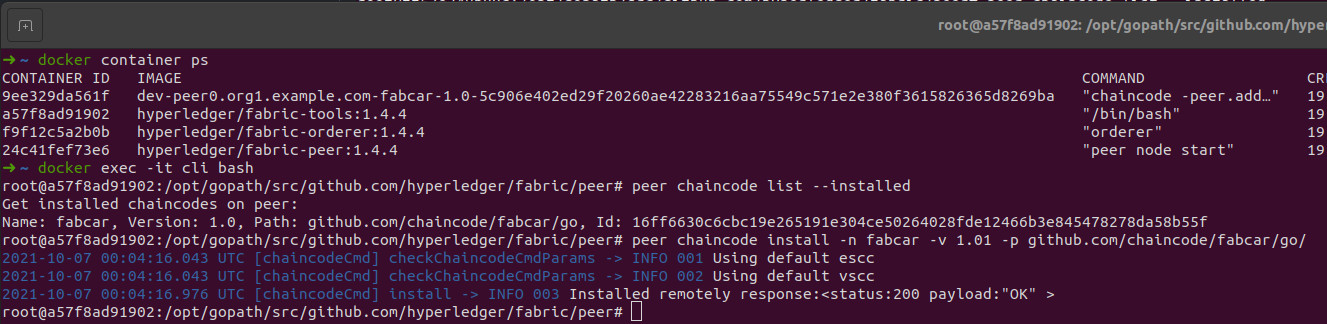 root@a57f8ad91902: /opt/gopath/src/github.com/hyper
➜ ~ docker container ps
CONTAINER ID IMAGE COMMAND CR
9ee329da561f dev-peer0.org1.example.com-fabcar-1.0-5c906e402ed29f20260ae42283216aa75549c571e2e380f3615826365d8269ba "chaincode -peer.add…" 19
a57f8ad91902 hyperledger/fabric-tools:1.4.4 "/bin/bash" 19
f9f12c5a2b0b hyperledger/fabric-orderer:1.4.4 "orderer" 19
24c41fef73e6 hyperledger/fabric-peer:1.4.4 "peer node start" 19
➜ ~ docker exec -it cli bash
root@a57f8ad91902:/opt/gopath/src/github.com/hyperledger/fabric/peer# peer chaincode list --installed
Get installed chaincodes on peer:
Name: fabcar, Version: 1.0, Path: github.com/chaincode/fabcar/go, Id: 16ff6630c6cbc19e265191e304ce50264028fde12466b3e845478278da58b55f
root@a57f8ad91902:/opt/gopath/src/github.com/hyperledger/fabric/peer# peer chaincode install -n fabcar -v 1.01 -p github.com/chaincode/fabcar/go/
2021-10-07 00:04:16.043 UTC [chaincodeCmd] checkChaincodeCmdParams -> INFO 001 Using default escc
2021-10-07 00:04:16.043 UTC [chaincodeCmd] checkChaincodeCmdParams -> INFO 002 Using default vscc
2021-10-07 00:04:16.976 UTC [chaincodeCmd] install -> INFO 003 Installed remotely response:<status:200 payload:"OK" >
root@a57f8ad91902:/opt/gopath/src/github.com/hyperledger/fabric/peer#